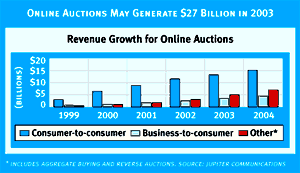 ONLINE AUCTIONS MAY GENERATE $27 BILLION IN 2003
Revenue Growth for Online Auctions
(BILLIONS)
$20
$15
$10
$5
0
1999 2000 2001 2002 2003 2004
Consumer-to-consumer Business-to-consumer Other*
* INCLUDES AGGREGATE BUYING AND REVERSE AUCTIONS. SOURCE: JUPITER COMMUNICATIONS